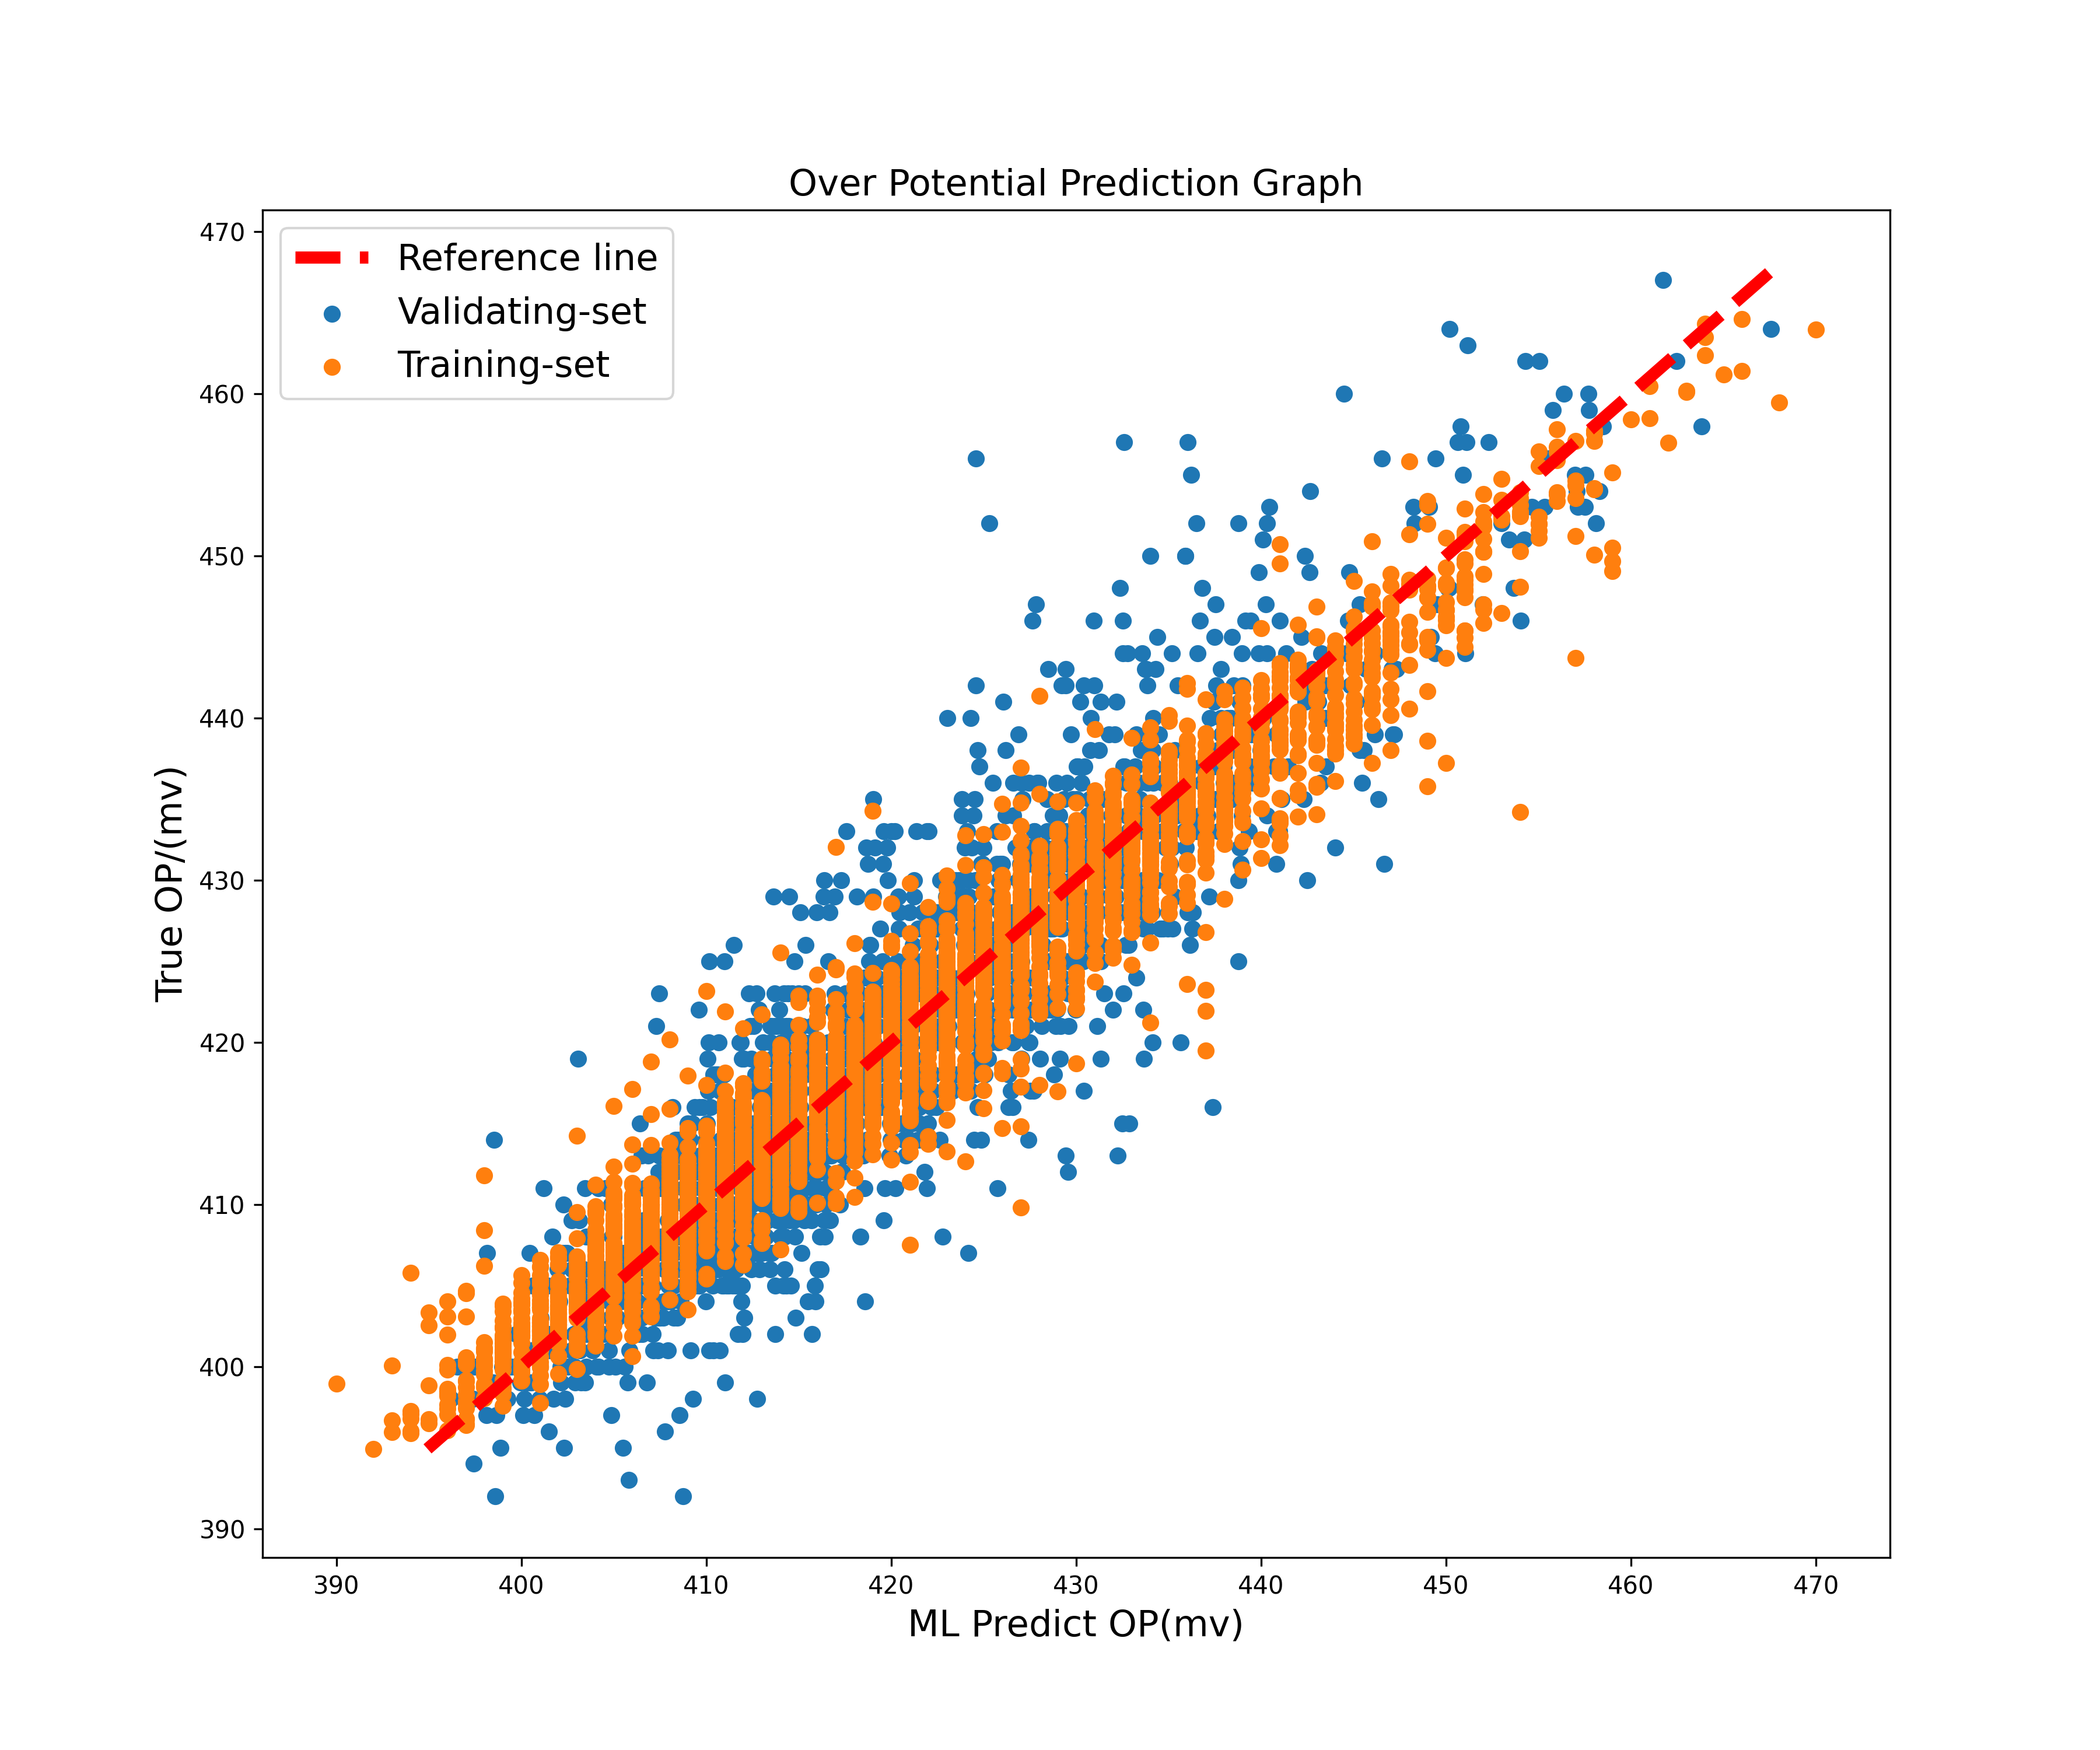 Over Potential Prediction Graph
Reference line
Validating-set
Training-set
True OP/(mv)
470
460
450
440
430
420
410
400
390
390 400 410 420 430 440 450 460 470
ML Predict OP(mv)